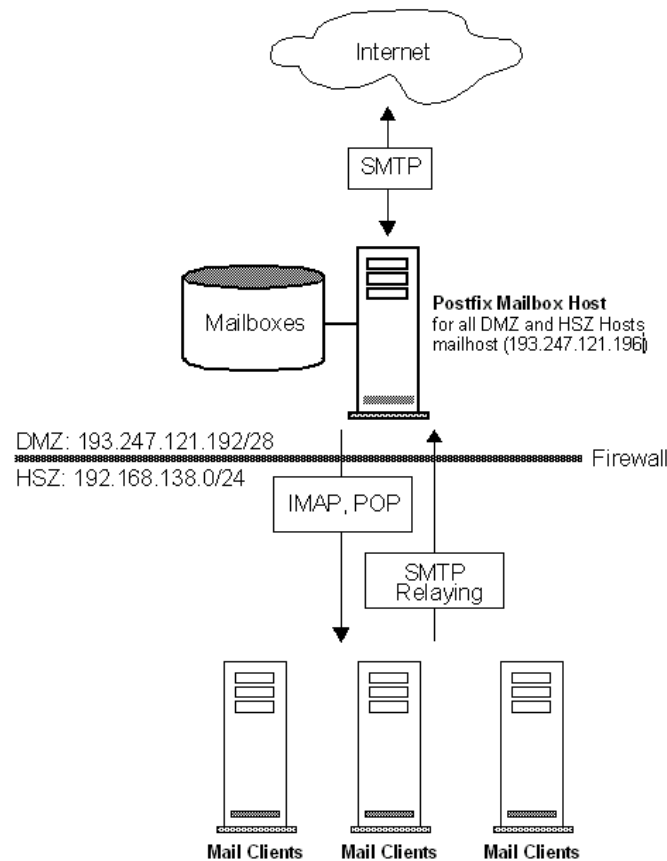 Internet
SMTP
Mailboxes
Postfix Mailbox Host
for all DMZ and HSZ Hosts
mailhost (193.247.121.196)
DMZ: 193.247.121.192/28
Firewall
HSZ: 192.168.138.0/24
IMAP, POP
SMTP
Relaying
Mail Clients
Mail Clients
Mail Clients